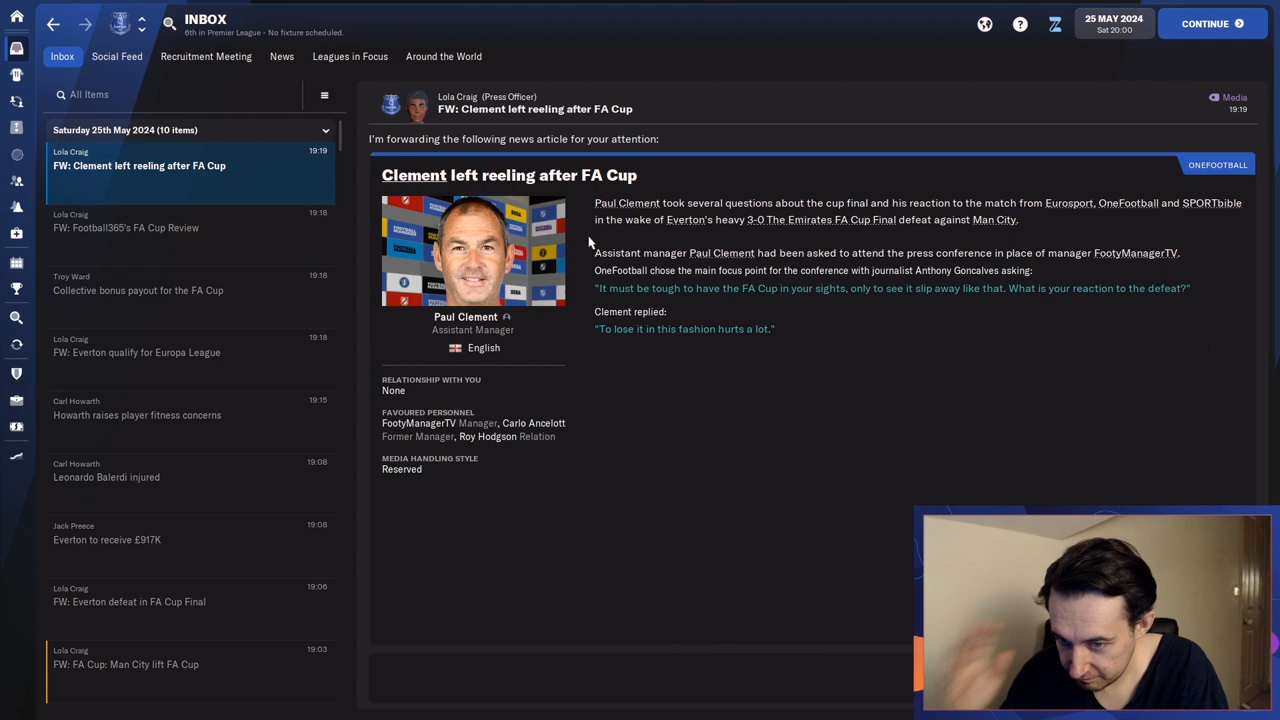 INBOX
6th in Premier League - No fixture scheduled.
25 MAY 2024
Sat 20:00
CONTINUE
Inbox
Social Feed
Recruitment Meeting
News
Leagues in Focus
Around the World
All Items
Saturday 25th May 2024 (10 items)
Lola Craig 19:19
FW: Clement left reeling after FA Cup
Lola Craig 19:18
FW: Football365's FA Cup Review
Troy Ward 19:18
Collective bonus payout for the FA Cup
Lola Craig 19:18
FW: Everton qualify for Europa League
Carl Howarth 19:15
Howarth raises player fitness concerns
Carl Howarth 19:08
Leonardo Balerdi injured
Jack Preece 19:08
Everton to receive £917K
Lola Craig 19:06
FW: Everton defeat in FA Cup Final
Lola Craig 19:03
FW: FA Cup: Man City lift FA Cup
Lola Craig (Press Officer)
FW: Clement left reeling after FA Cup
Media
19:19
I'm forwarding the following news article for your attention:
ONEFOOTBALL
Clement left reeling after FA Cup
Paul Clement
Assistant Manager
English
RELATIONSHIP WITH YOU
None
FAVOURED PERSONNEL
FootyManagerTV Manager, Carlo Ancelott
Former Manager, Roy Hodgson Relation
MEDIA HANDLING STYLE
Reserved
Paul Clement took several questions about the cup final and his reaction to the match from Eurosport, OneFootball and SPORTbible
in the wake of Everton's heavy 3-0 The Emirates FA Cup Final defeat against Man City.
Assistant manager Paul Clement had been asked to attend the press conference in place of manager FootyManagerTV.
OneFootball chose the main focus point for the conference with journalist Anthony Goncalves asking:
"It must be tough to have the FA Cup in your sights, only to see it slip away like that. What is your reaction to the defeat?"
Clement replied:
"To lose it in this fashion hurts a lot."